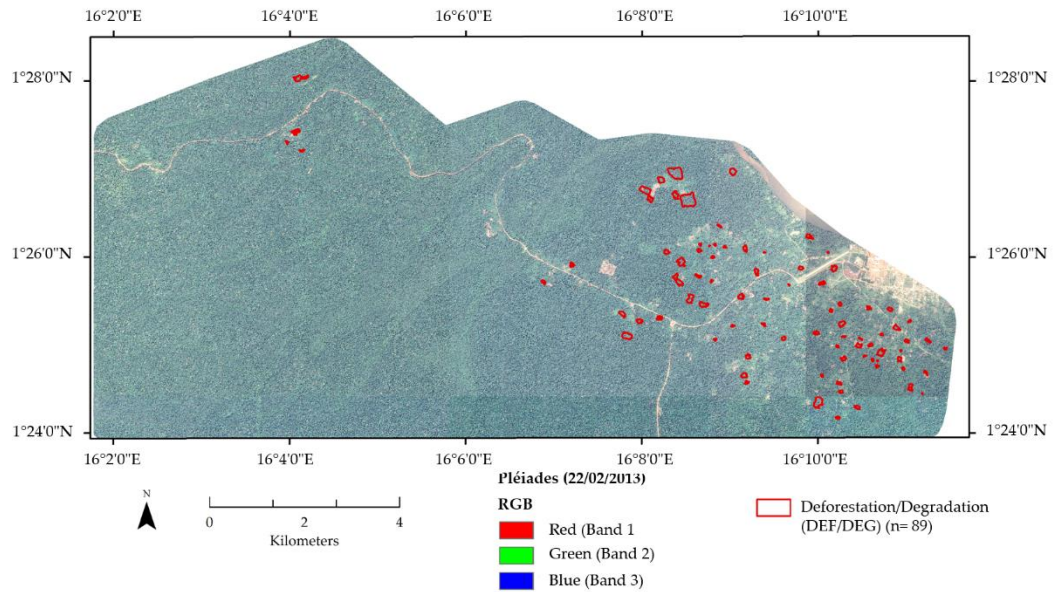 16°2'0"E 16°4'0"E 16°6'0"E 16°8'0"E 16°10'0"E
1°28'0"N 1°28'0"N
1°26'0"N 1°26'0"N
1°24'0"N 1°24'0"N
16°2'0"E 16°4'0"E 16°6'0"E 16°8'0"E 16°10'0"E
Pléiades (22/02/2013)
N
RGB
0 2 4
Kilometers
Red (Band 1
Green (Band 2)
Blue (Band 3)
Deforestation/Degradation
(DEF/DEG) (n= 89)